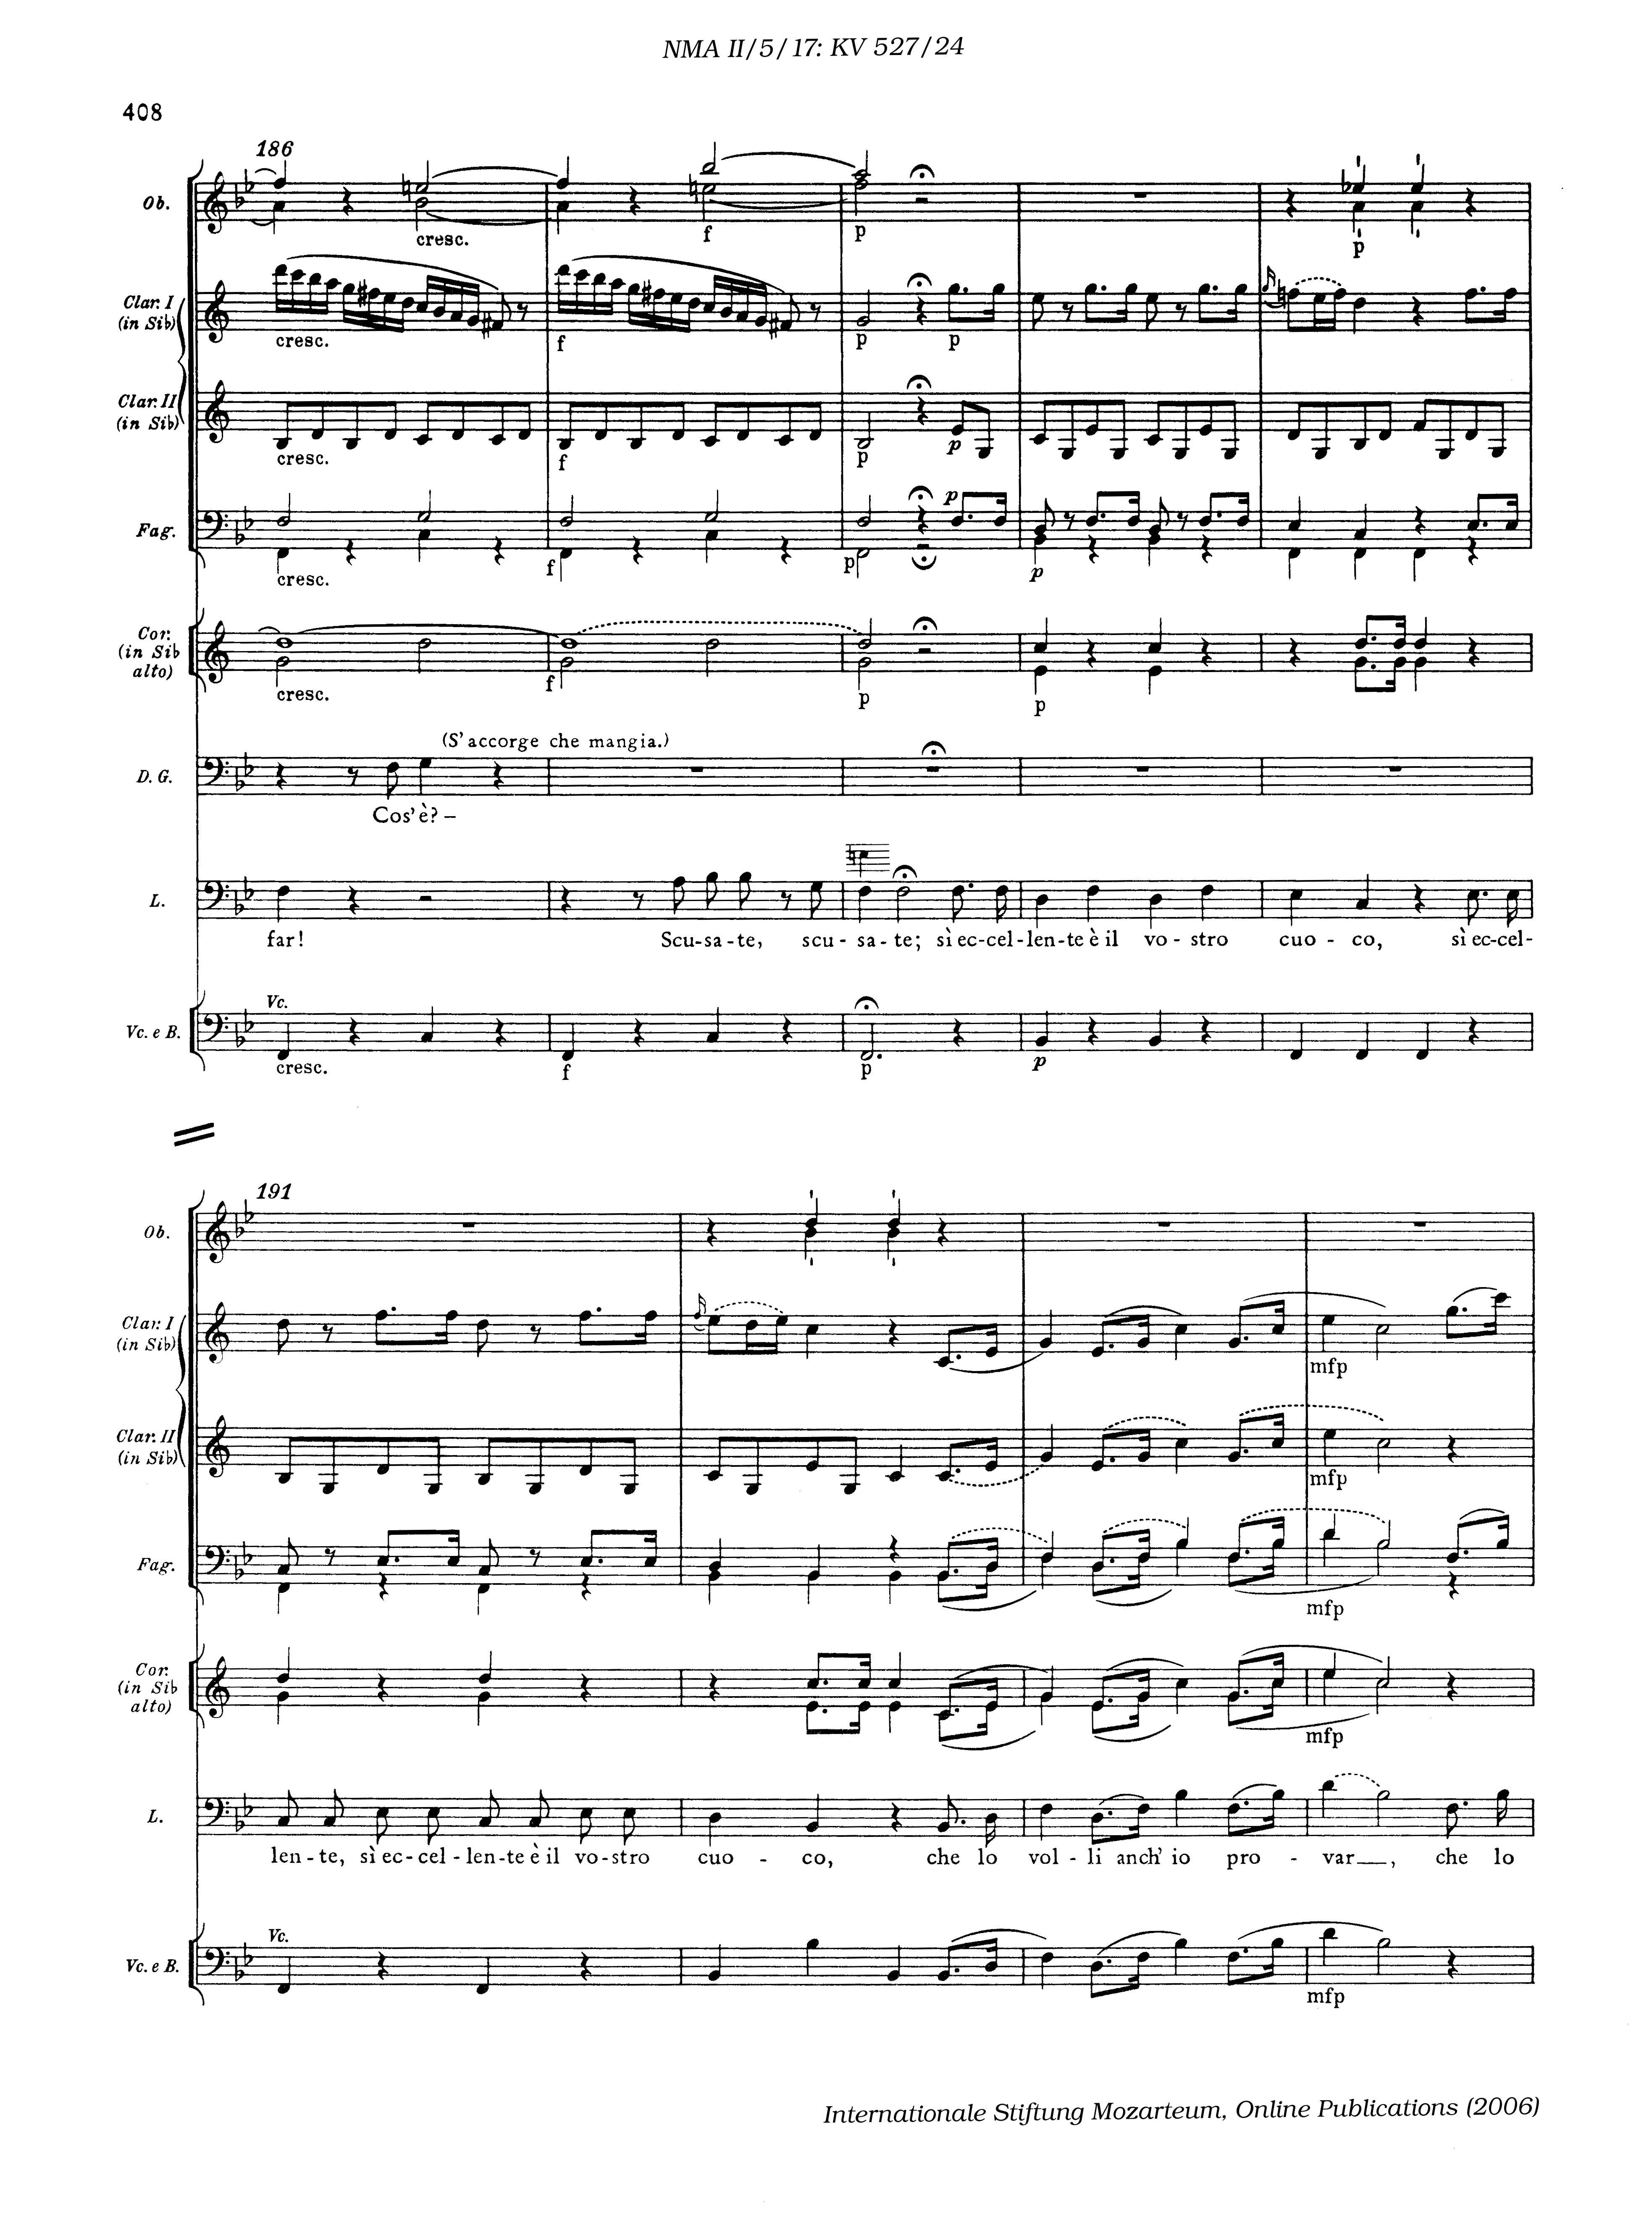 NMA II/5/17: KV 527/24
408
186
Ob.
cresc.
f
p
p
Clar. I
(in Sib)
cresc.
f
p
p
Clar. II
(in Sib)
cresc.
f
p
p
Fag.
cresc.
f
p
p
p
Cor.
(in Sib
alto)
cresc.
f
p
p
(S'accorge che mangia.)
D. G.
Cos'è? –
L.
far! Scu-sa-te, scu-sa-te; sì ec-cel-len-te è il vo-stro cuo-co, sì ec-cel-
Vc.
Vc. e B.
cresc.
f
p
p
191
Ob.
Clar. I
(in Sib)
mfp
Clar. II
(in Sib)
mfp
Fag.
mfp
Cor.
(in Sib
alto)
mfp
L.
len-te, sì ec-cel-len-te è il vo-stro cuo-co, che lo vol-li anch' io pro-var, che lo
Vc.
Vc. e B.
mfp
Internationale Stiftung Mozarteum, Online Publications (2006)